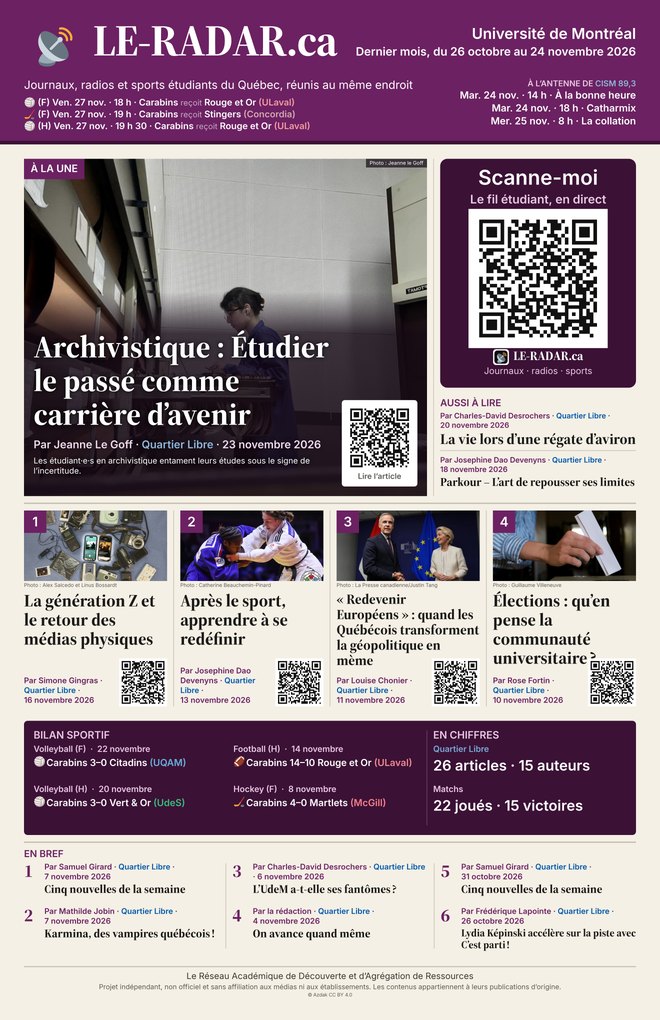 LE-RADAR.ca
Université de Montréal
Dernier mois, du 26 octobre au 24 novembre 2026
Journaux, radios et sports étudiants du Québec, réunis au même endroit
(F) Ven. 27 nov. · 18 h · Carabins reçoit Rouge et Or (ULaval)
(F) Ven. 27 nov. · 19 h · Carabins reçoit Stingers (Concordia)
(H) Ven. 27 nov. · 19 h 30 · Carabins reçoit Rouge et Or (ULaval)
À L'ANTENNE DE CISM 89,3
Mar. 24 nov. · 14 h · À la bonne heure
Mar. 24 nov. · 18 h · Catharmix
Mer. 25 nov. · 8 h · La collation
À LA UNE
Photo : Jeanne le Goff
Archivistique : Étudier
le passé comme
carrière d'avenir
Par Jeanne Le Goff · Quartier Libre · 23 novembre 2026
Les étudiant·e·s en archivistique entament leurs études sous le signe de
l'incertitude.
Lire l'article
Scanne-moi
Le fil étudiant, en direct
LE-RADAR.ca
Journaux · radios · sports
AUSSI À LIRE
Par Charles-David Desrochers · Quartier Libre ·
20 novembre 2026
La vie lors d'une régate d'aviron
Par Josephine Dao Devenyns · Quartier Libre ·
18 novembre 2026
Parkour – L'art de repousser ses limites
1
Photo : Alex Salcedo et Linus Bossardt
La génération Z et
le retour des
médias physiques
Par Simone Gingras ·
Quartier Libre ·
16 novembre 2026
2
Photo : Catherine Beauchemin-Pinard
Après le sport,
apprendre à se
redéfinir
Par Josephine Dao
Devenyns · Quartier
Libre ·
13 novembre 2026
3
Photo : La Presse canadienne/Justin Tang
« Redevenir
Européens » : quand les
Québécois transforment
la géopolitique en
mème
Par Louise Chonier ·
Quartier Libre ·
11 novembre 2026
4
Photo : Guillaume Villeneuve
Élections : qu'en
pense la
communauté
universitaire ?
Par Rose Fortin ·
Quartier Libre ·
10 novembre 2026
BILAN SPORTIF
Volleyball (F) · 22 novembre
Carabins 3–0 Citadins (UQAM)
Football (H) · 14 novembre
Carabins 14–10 Rouge et Or (ULaval)
Volleyball (H) · 20 novembre
Carabins 3–0 Vert & Or (UdeS)
Hockey (F) · 8 novembre
Carabins 4–0 Martlets (McGill)
EN CHIFFRES
Quartier Libre
26 articles · 15 auteurs
Matchs
22 joués · 15 victoires
EN BREF
1
Par Samuel Girard · Quartier Libre ·
7 novembre 2026
Cinq nouvelles de la semaine
2
Par Mathilde Jobin · Quartier Libre ·
7 novembre 2026
Karmina, des vampires québécois !
3
Par Charles-David Desrochers · Quartier Libre
· 6 novembre 2026
L'UdeM a-t-elle ses fantômes ?
4
Par la rédaction · Quartier Libre ·
4 novembre 2026
On avance quand même
5
Par Samuel Girard · Quartier Libre ·
31 octobre 2026
Cinq nouvelles de la semaine
6
Par Frédérique Lapointe · Quartier Libre ·
26 octobre 2026
Lydia Képinski accélère sur la piste avec
C'est parti !
Le Réseau Académique de Découverte et d'Agrégation de Ressources
Projet indépendant, non officiel et sans affiliation aux médias ni aux établissements. Les contenus appartiennent à leurs publications d'origine.
© Azdak CC BY 4.0